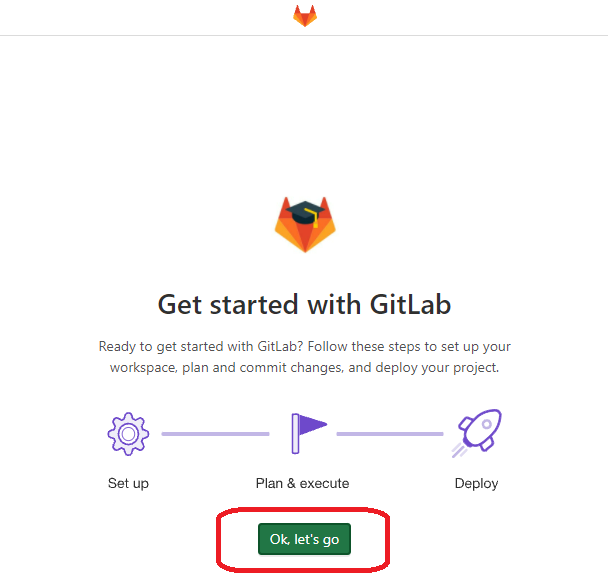 Get started with GitLab
Ready to get started with GitLab? Follow these steps to set up your
workspace, plan and commit changes, and deploy your project.
Set up
Plan & execute
Deploy
Ok, let's go